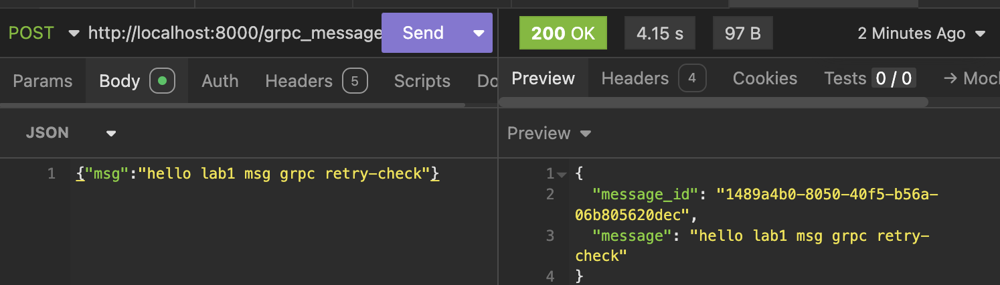 POST http://localhost:8000/grpc_message Send
200 OK 4.15 s 97 B 2 Minutes Ago
Params Body Auth Headers 5 Scripts Do
Preview Headers 4 Cookies Tests 0 / 0 → Mock
JSON
Preview
1 {"msg":"hello lab1 msg grpc retry-check"}
1 {
2 "message_id": "1489a4b0-8050-40f5-b56a-
06b805620dec",
3 "message": "hello lab1 msg grpc retry-
check"
4 }